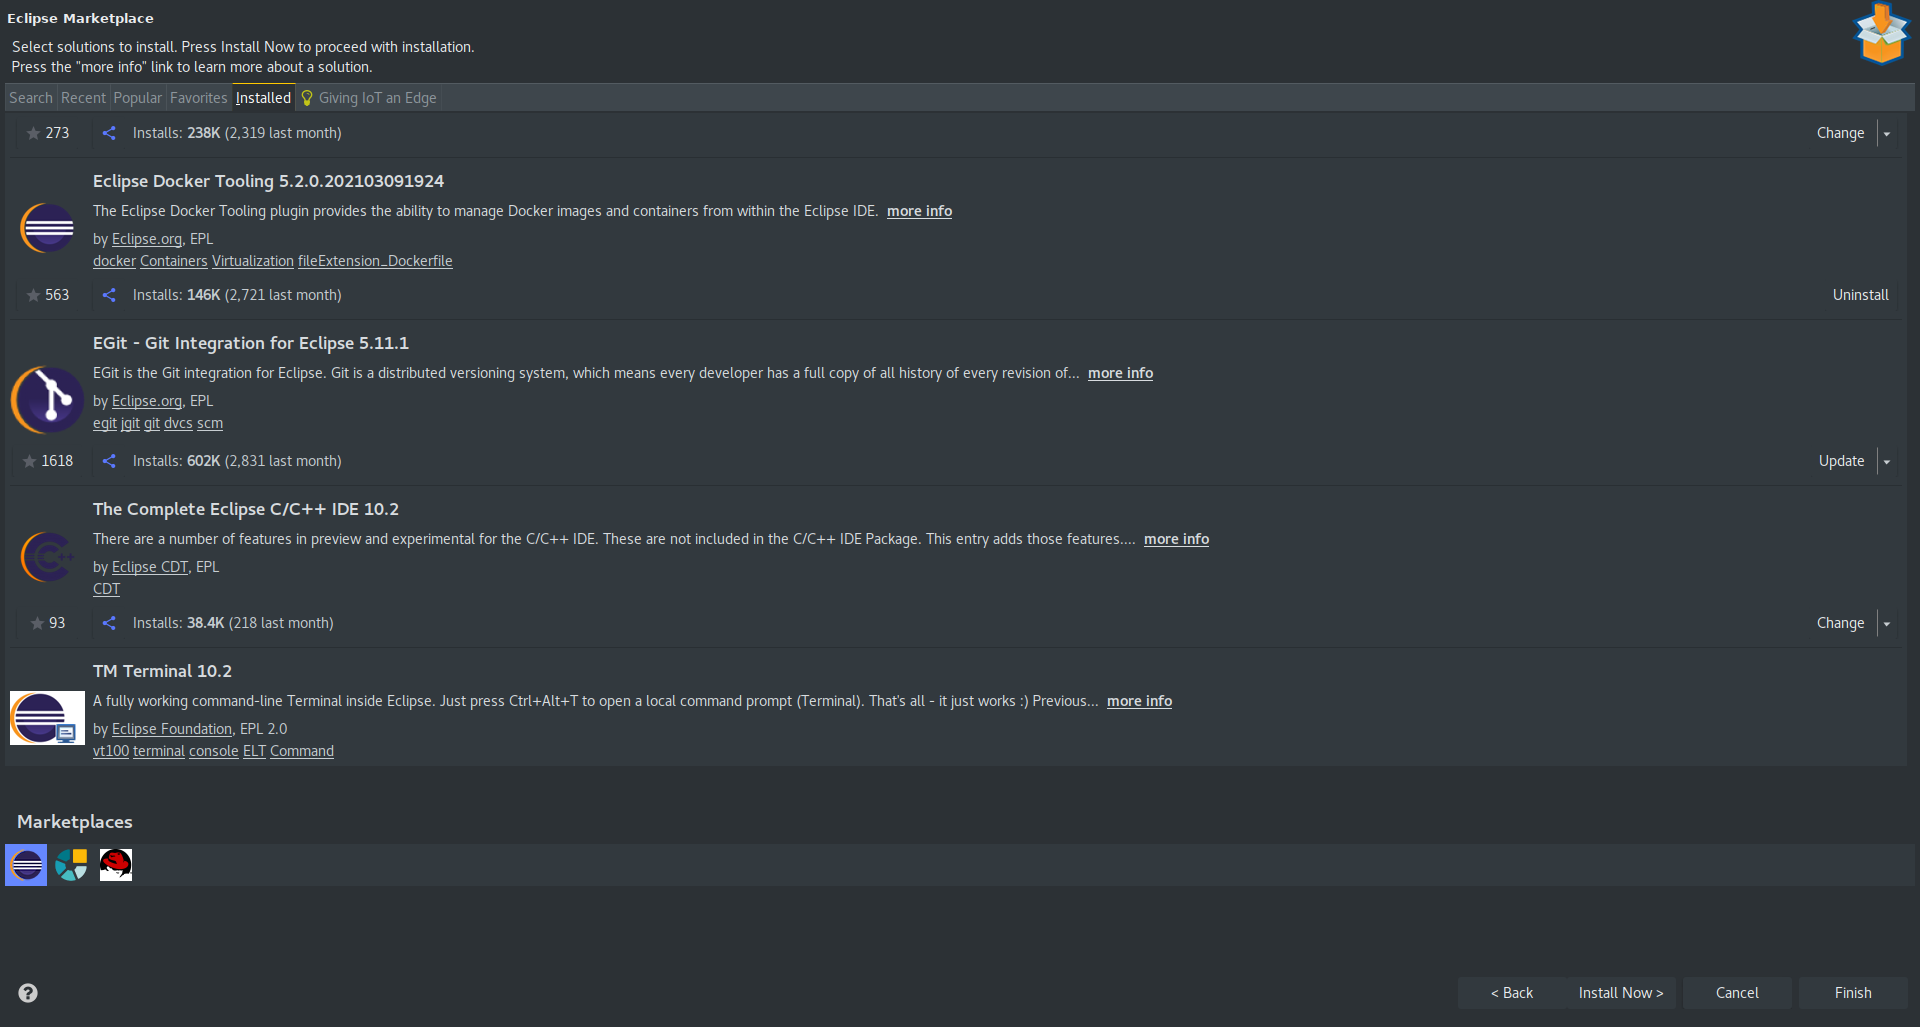 Eclipse Marketplace
Select solutions to install. Press Install Now to proceed with installation.
Press the "more info" link to learn more about a solution.
Search Recent Popular Favorites Installed Giving IoT an Edge
273 Installs: 238K (2,319 last month) Change
Eclipse Docker Tooling 5.2.0.202103091924
The Eclipse Docker Tooling plugin provides the ability to manage Docker images and containers from within the Eclipse IDE. more info
by Eclipse.org, EPL
docker Containers Virtualization fileExtension_Dockerfile
563 Installs: 146K (2,721 last month) Uninstall
EGit - Git Integration for Eclipse 5.11.1
EGit is the Git integration for Eclipse. Git is a distributed versioning system, which means every developer has a full copy of all history of every revision of... more info
by Eclipse.org, EPL
egit jgit git dvcs scm
1618 Installs: 602K (2,831 last month) Update
The Complete Eclipse C/C++ IDE 10.2
There are a number of features in preview and experimental for the C/C++ IDE. These are not included in the C/C++ IDE Package. This entry adds those features.... more info
by Eclipse CDT, EPL
CDT
93 Installs: 38.4K (218 last month) Change
TM Terminal 10.2
A fully working command-line Terminal inside Eclipse. Just press Ctrl+Alt+T to open a local command prompt (Terminal). That's all - it just works :) Previous... more info
by Eclipse Foundation, EPL 2.0
vt100 terminal console ELT Command
Marketplaces
? < Back Install Now > Cancel Finish